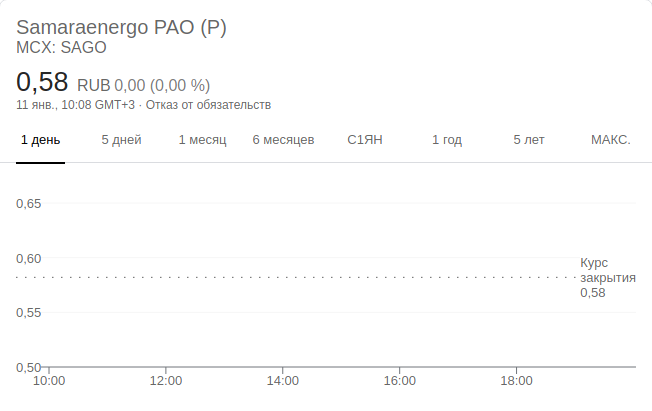 Samaraenergo PAO (P)
MCX: SAGO
0,58 RUB 0,00 (0,00 %)
11 янв., 10:08 GMT+3 · Отказ от обязательств
1 день 5 дней 1 месяц 6 месяцев С1ЯН 1 год 5 лет МАКС.
0,65
0,60
Курс
закрытия
0,58
0,55
0,50
10:00 12:00 14:00 16:00 18:00